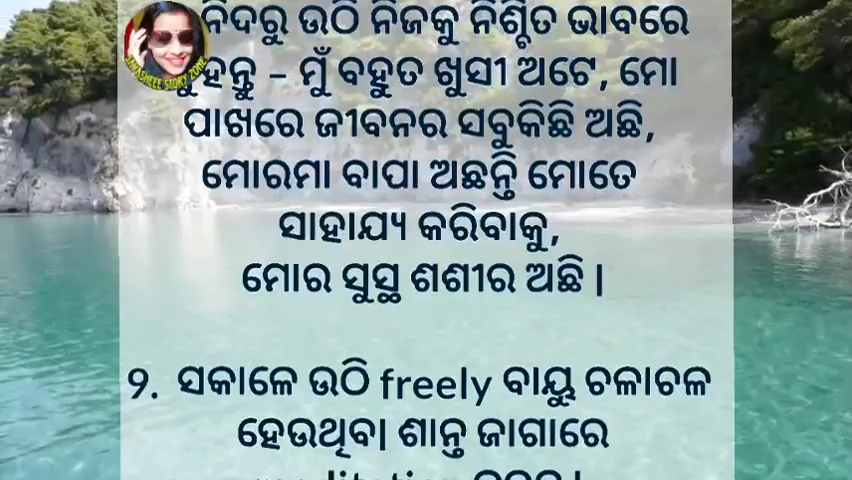 ନିଦରୁ ଉଠି ନିଜକୁ ନିଶ୍ଚିତ ଭାବରେ
– ମୁଁ ବହୁତ ଖୁସୀ ଅଟେ, ମୋ
ପାଖରେ ଜୀବନର ସବୁକିଛି ଅଛି,
ମୋରମା ବାପା ଅଛନ୍ତି ମୋତେ
ସାହାଯ୍ୟ କରିବାକୁ,
ମୋର ସୁସ୍ଥ ଶଶୀର ଅଛି |
୨. ସକାଳେ ଉଠି freely ବାୟୁ ଚଳାଚଳ
ହେଉଥିବା ଶାନ୍ତ ଜାଗାରେ